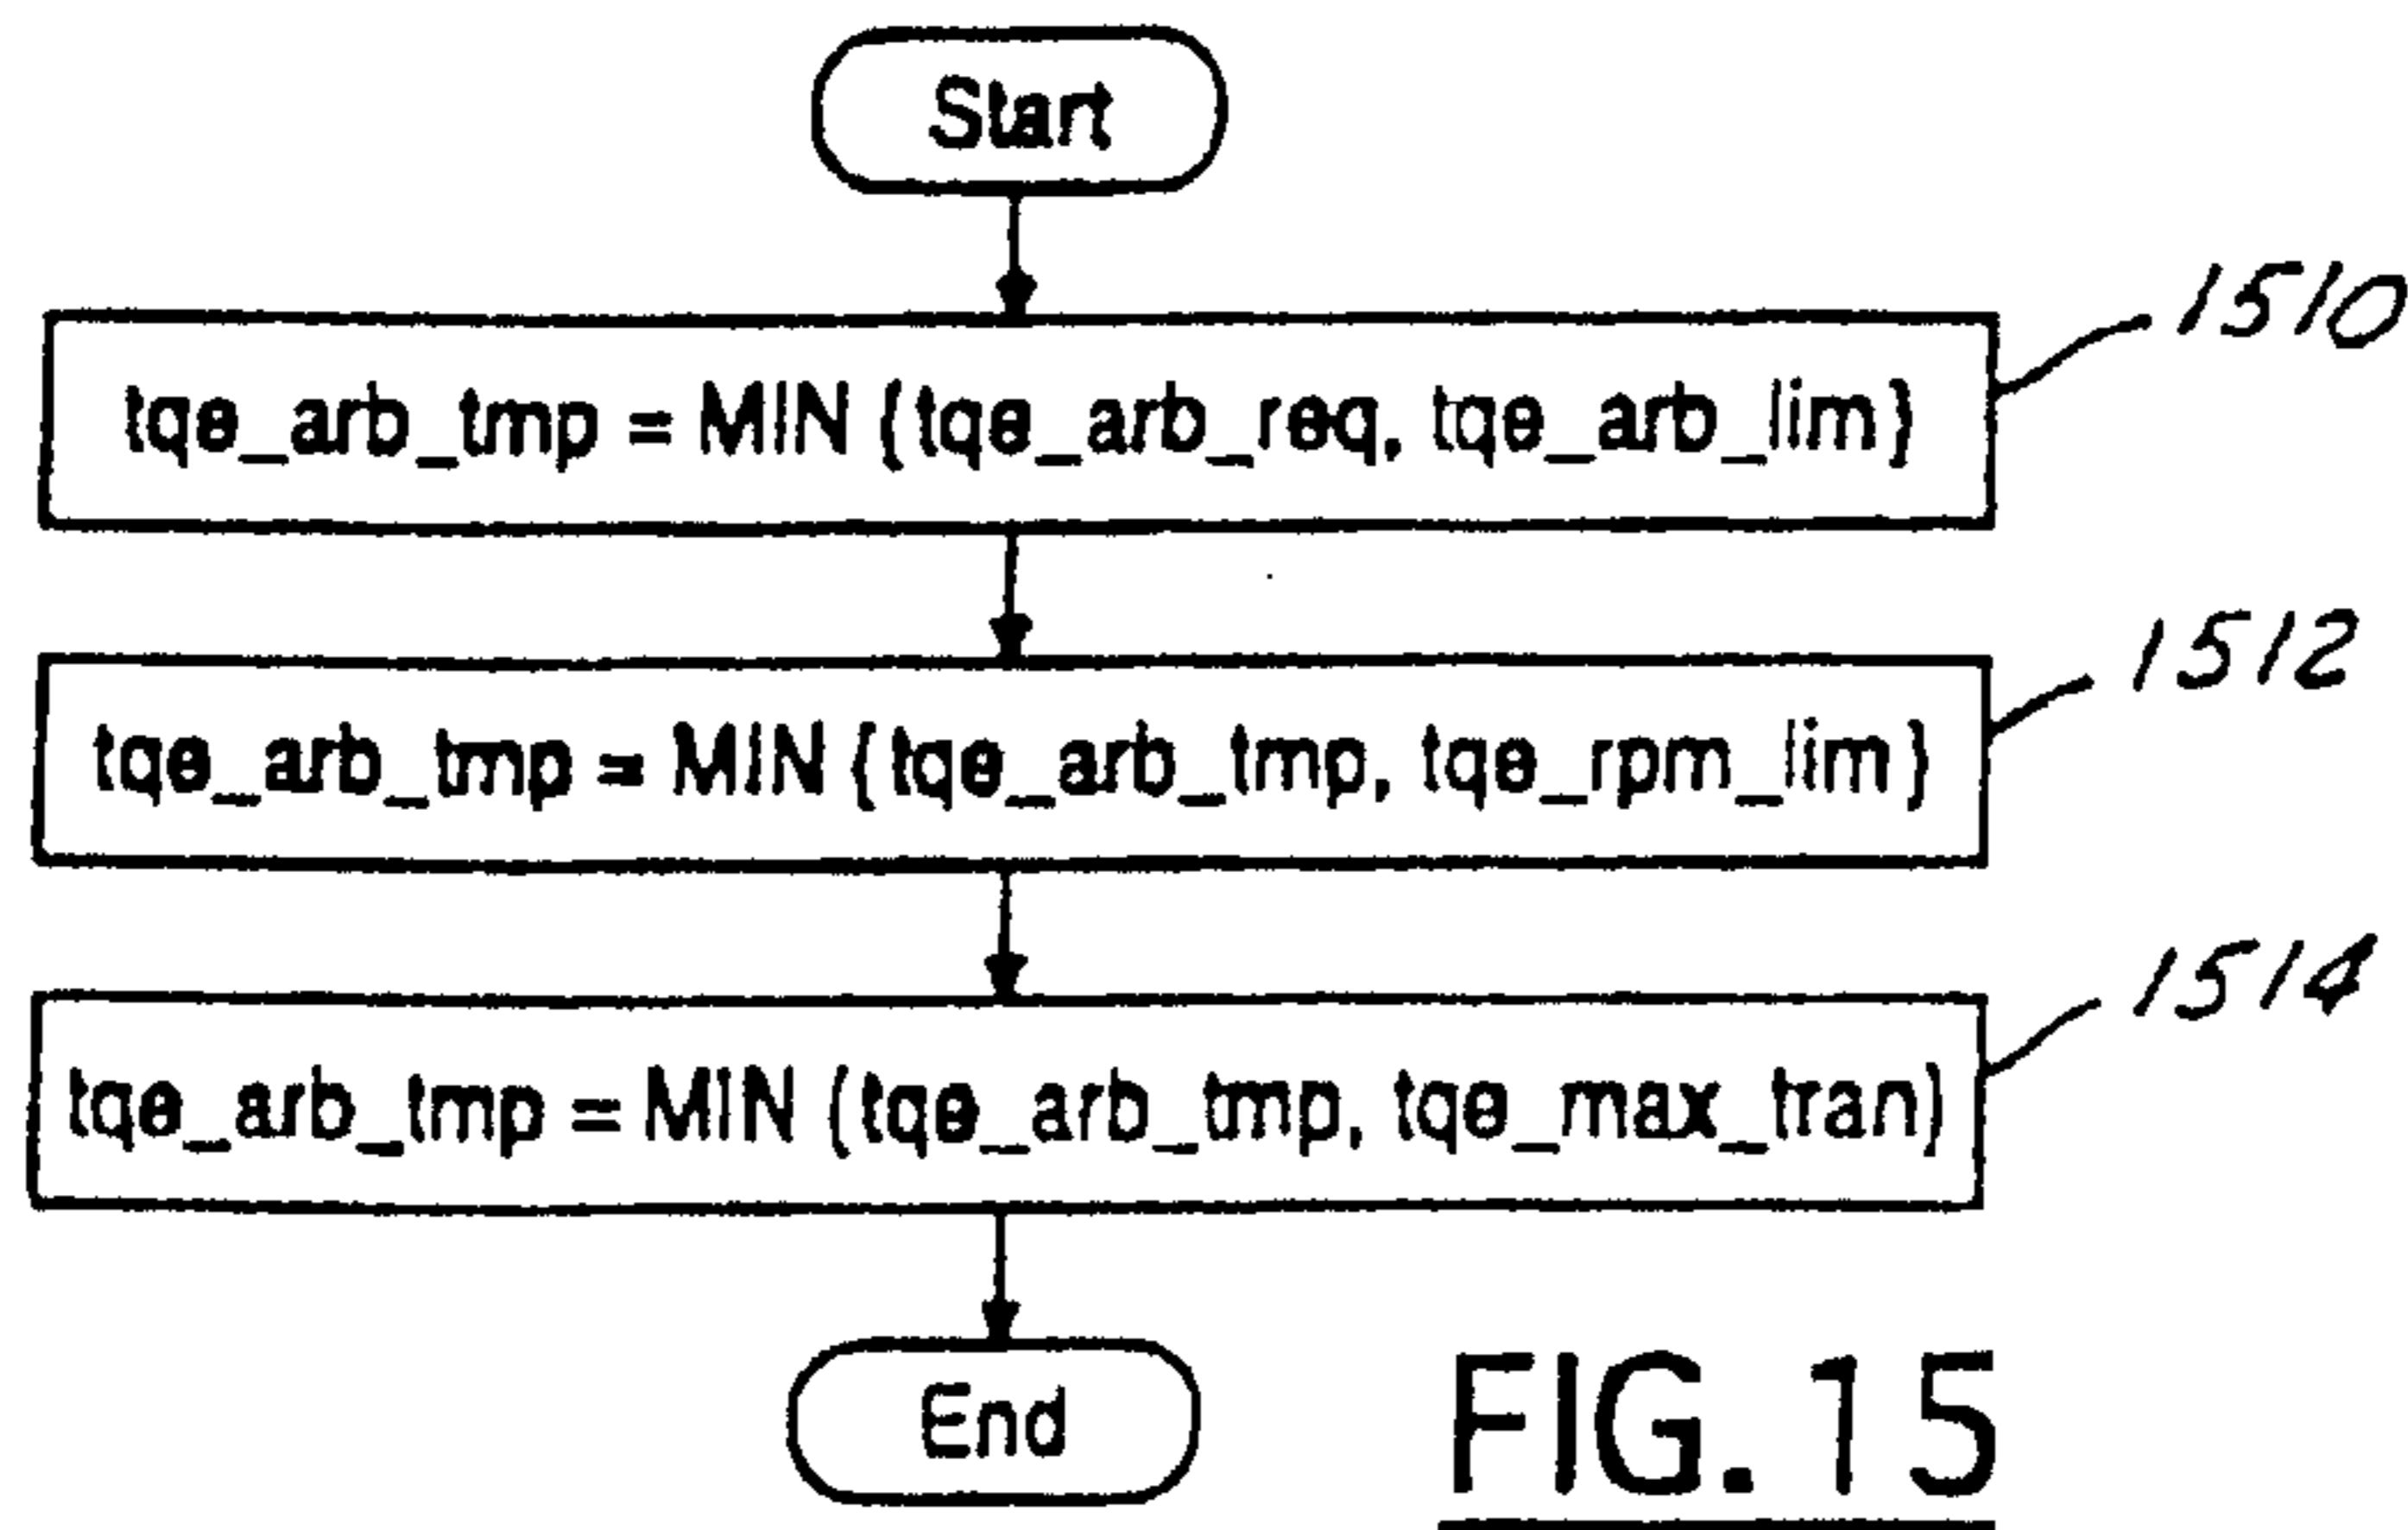 Start
1510
tqe_arb_tmp = MIN (tqe_arb_req, tqe_arb_lim)
1512
tqe_arb_tmp = MIN (tqe_arb_tmp, tqe_rpm_lim)
1514
tqe_arb_tmp = MIN (tqe_arb_tmp, tqe_max_tran)
End
FIG. 15